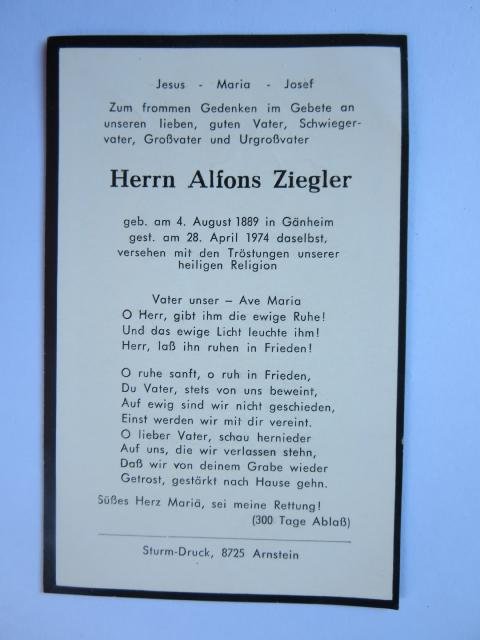 Jesus - Maria - Josef
Zum frommen Gedenken im Gebete an
unseren lieben, guten Vater, Schwieger-
vater, Großvater und Urgroßvater
Herrn Alfons Ziegler
geb. am 4. August 1889 in Gänheim
gest. am 28. April 1974 daselbst,
versehen mit den Tröstungen unserer
heiligen Religion
Vater unser – Ave Maria
O Herr, gibt ihm die ewige Ruhe!
Und das ewige Licht leuchte ihm!
Herr, laß ihn ruhen in Frieden!
O ruhe sanft, o ruh in Frieden,
Du Vater, stets von uns beweint,
Auf ewig sind wir nicht geschieden,
Einst werden wir mit dir vereint.
O lieber Vater, schau hernieder
Auf uns, die wir verlassen stehn,
Daß wir von deinem Grabe wieder
Getrost, gestärkt nach Hause gehn.
Süßes Herz Mariä, sei meine Rettung!
(300 Tage Ablaß)
Sturm-Druck, 8725 Arnstein